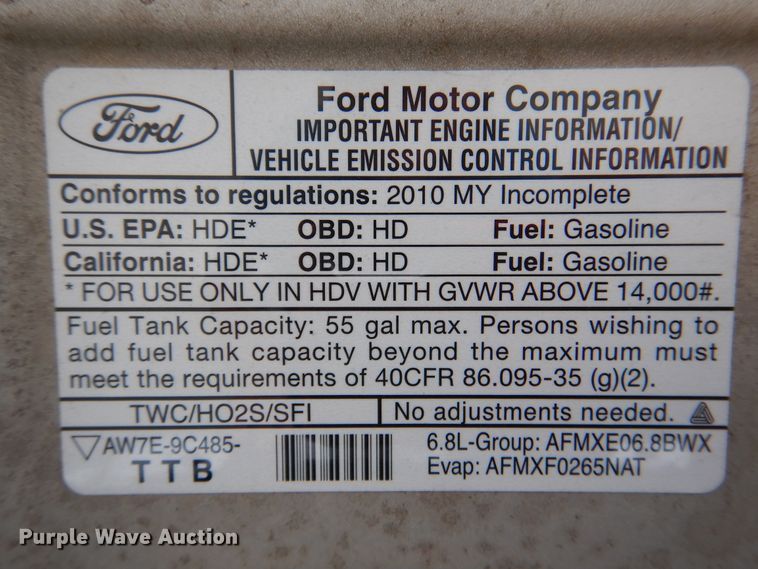 Ford
Ford Motor Company
IMPORTANT ENGINE INFORMATION/
VEHICLE EMISSION CONTROL INFORMATION
Conforms to regulations: 2010 MY Incomplete
U.S. EPA: HDE* OBD: HD Fuel: Gasoline
California: HDE* OBD: HD Fuel: Gasoline
* FOR USE ONLY IN HDV WITH GVWR ABOVE 14,000#.
Fuel Tank Capacity: 55 gal max. Persons wishing to
add fuel tank capacity beyond the maximum must
meet the requirements of 40CFR 86.095-35 (g)(2).
TWC/HO2S/SFI No adjustments needed.
AW7E-9C485-
TTB
6.8L-Group: AFMXE06.8BWX
Evap: AFMXF0265NAT
Purple Wave Auction